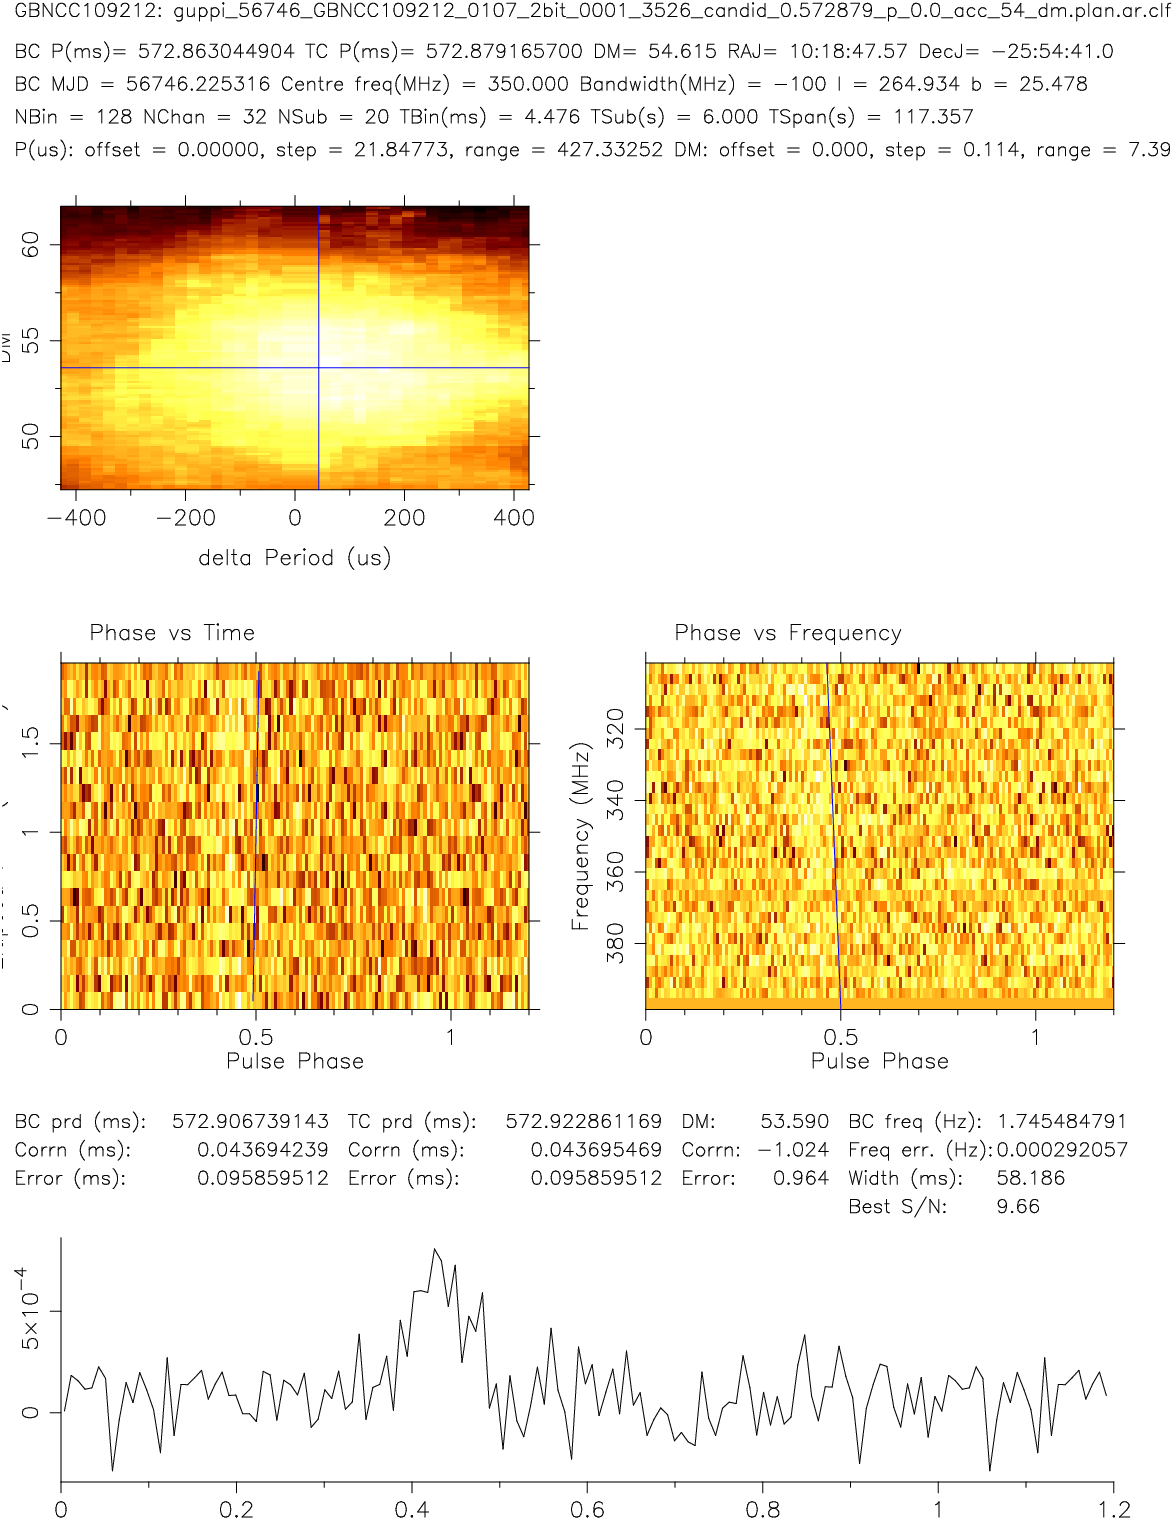 GBNCC109212: guppi_56746_GBNCC109212_0107_2bit_0001_3526_candid_0.572879_p_0.0_acc_54_dm.plan.ar.clf
BC P(ms)= 572.863044904 TC P(ms)= 572.879165700 DM= 54.615 RAJ= 10:18:47.57 DecJ= −25:54:41.0
BC MJD = 56746.225316 Centre freq(MHz) = 350.000 Bandwidth(MHz) = −100 l = 264.934 b = 25.478
NBin = 128 NChan = 32 NSub = 20 TBin(ms) = 4.476 TSub(s) = 6.000 TSpan(s) = 117.357
P(us): offset = 0.00000, step = 21.84773, range = 427.33252 DM: offset = 0.000, step = 0.114, range = 7.39
60
55
50
DM
−400 −200 0 200 400
delta Period (us)
Phase vs Time
1.5
1
0.5
0
0 0.5 1
Pulse Phase
Phase vs Frequency
Frequency (MHz)
320
340
360
380
0 0.5 1
Pulse Phase
BC prd (ms): 572.906739143 TC prd (ms): 572.922861169 DM: 53.590 BC freq (Hz): 1.745484791
Corrn (ms): 0.043694239 Corrn (ms): 0.043695469 Corrn: −1.024 Freq err. (Hz): 0.000292057
Error (ms): 0.095859512 Error (ms): 0.095859512 Error: 0.964 Width (ms): 58.186
Best S/N: 9.66
5×10−4
0
0 0.2 0.4 0.6 0.8 1 1.2